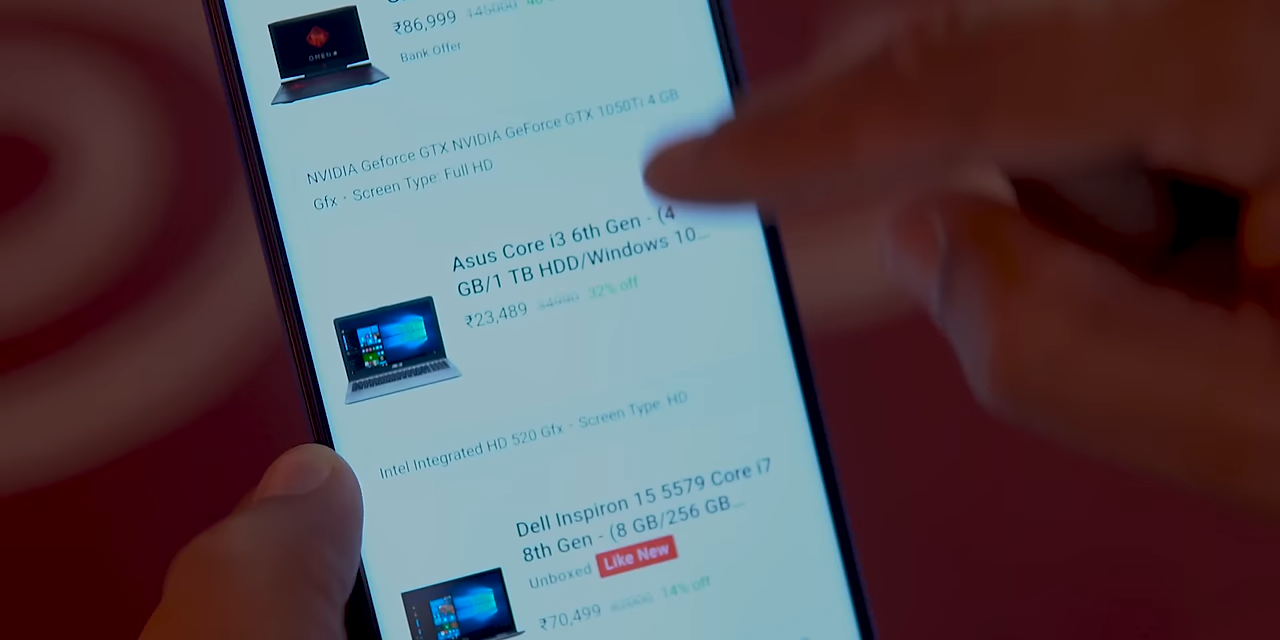 ₹86,999 145000
Bank Offer
OMEN
NVIDIA Geforce GTX NVIDIA GeForce GTX 1050Ti 4 GB
Gfx · Screen Type: Full HD
Asus Core i3 6th Gen - (4
GB/1 TB HDD/Windows 10...
₹23,489 34990 32% off
Intel Integrated HD 520 Gfx · Screen Type: HD
Dell Inspiron 15 5579 Core i7
8th Gen - (8 GB/256 GB...
Unboxed Like New
₹70,499 14% off